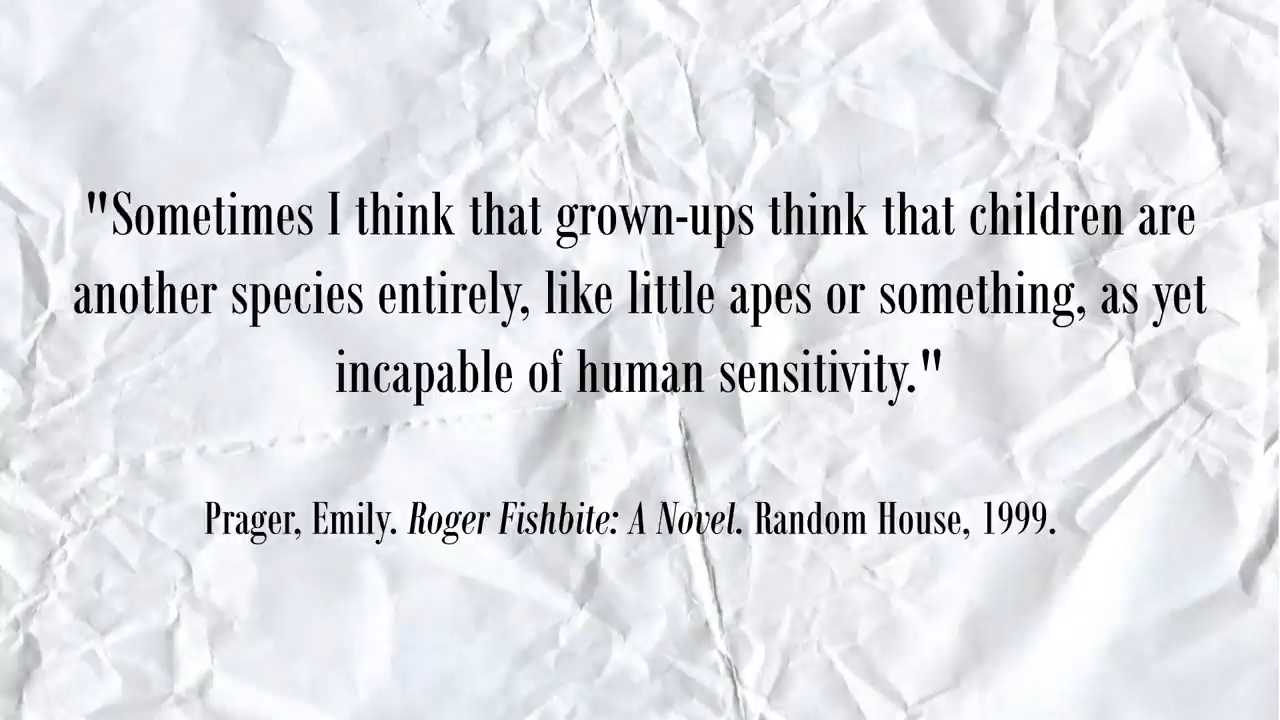 "Sometimes I think that grown-ups think that children are
another species entirely, like little apes or something, as yet
incapable of human sensitivity."
Prager, Emily. Roger Fishbite: A Novel. Random House, 1999.